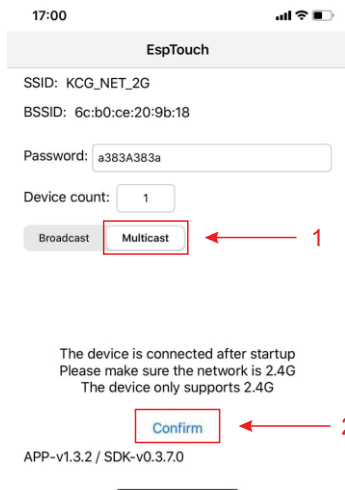 17:00
EspTouch
SSID: KCG_NET_2G
BSSID: 6c:b0:ce:20:9b:18
Password: a383A383a
Device count: 1
Broadcast Multicast 1
The device is connected after startup
Please make sure the network is 2.4G
The device only supports 2.4G
Confirm 2
APP-v1.3.2 / SDK-v0.3.7.0